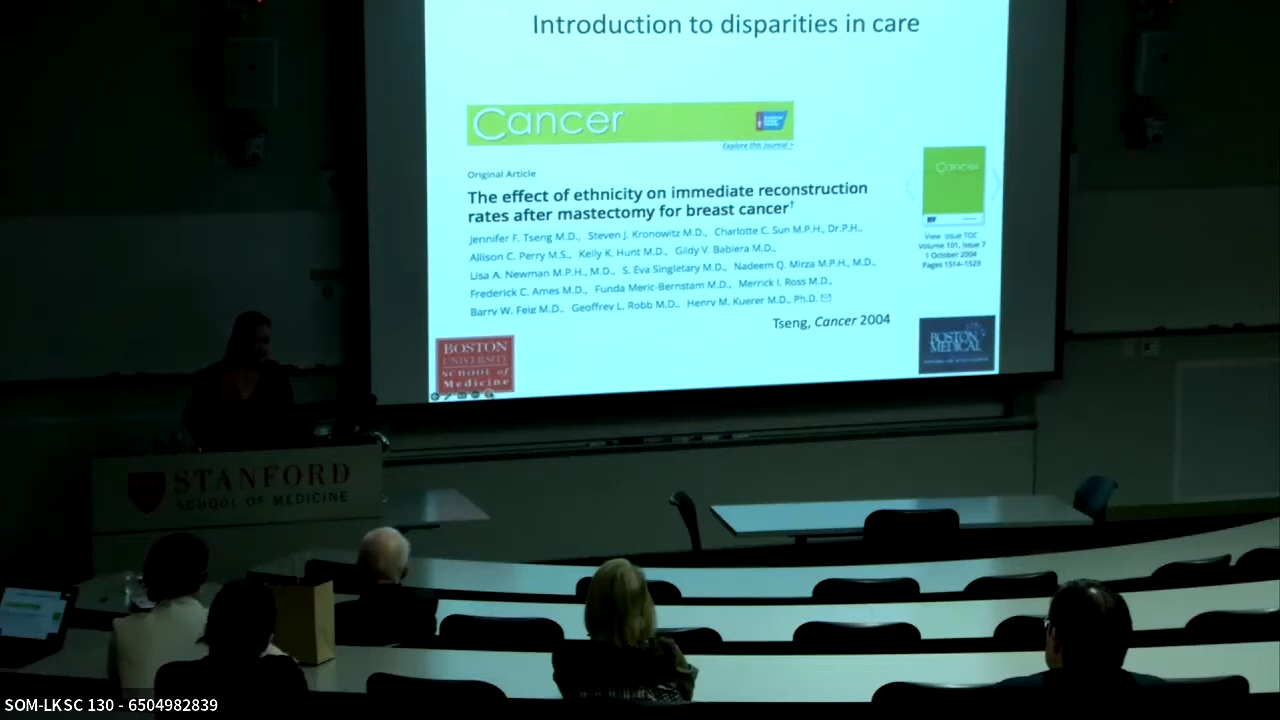 Introduction to disparities in care
Cancer
Explore this journal >
Original Article
The effect of ethnicity on immediate reconstruction
rates after mastectomy for breast cancer†
Jennifer F. Tseng M.D., Steven J. Kronowitz M.D., Charlotte C. Sun M.P.H., Dr.P.H.,
Allison C. Perry M.S., Kelly K. Hunt M.D., Gildy V. Babiera M.D.,
Lisa A. Newman M.P.H., M.D., S. Eva Singletary M.D., Nadeem Q. Mirza M.P.H., M.D.,
Frederick C. Ames M.D., Funda Meric-Bernstam M.D., Merrick I. Ross M.D.,
Barry W. Feig M.D., Geoffrey L. Robb M.D., Henry M. Kuerer M.D., Ph.D.
Cancer
View issue TOC
Volume 101, Issue 7
1 October 2004
Pages 1514–1523
Tseng, Cancer 2004
BOSTON
UNIVERSITY
school of
Medicine
BOSTON
MEDICAL
STANFORD
SCHOOL OF MEDICINE
SOM-LKSC 130 - 6504982839